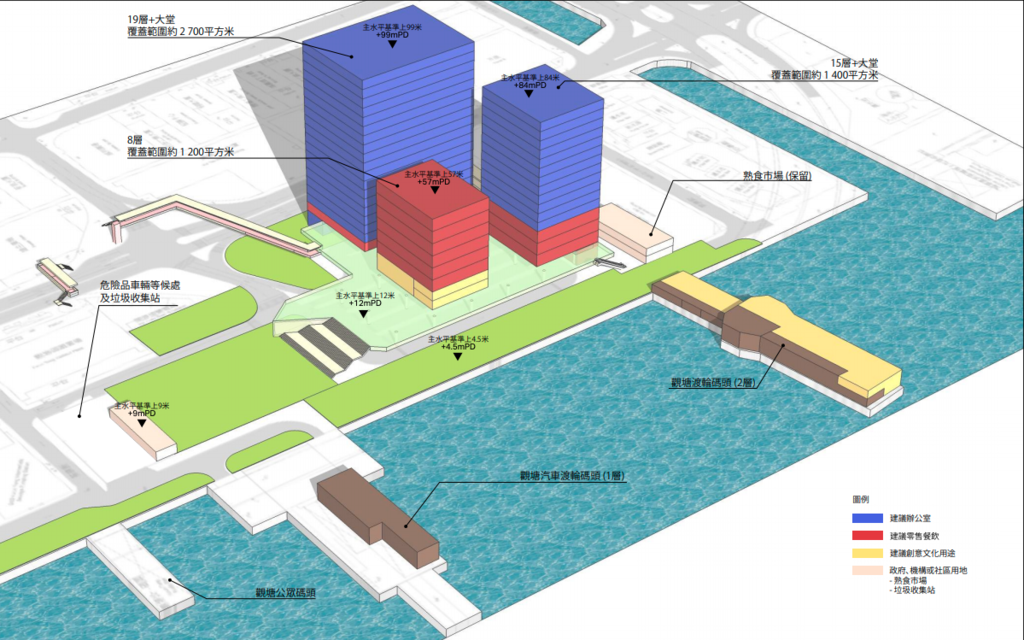 19層+大堂
覆蓋範圍約 2 700平方米
主水平基準上99米
+99mPD
15層+大堂
覆蓋範圍約 1 400平方米
主水平基準上84米
+84mPD
8層
覆蓋範圍約 1 200平方米
主水平基準上57米
+57mPD
熟食市場 (保留)
危險品車輛等候處
及垃圾收集站
主水平基準上12米
+12mPD
主水平基準上4.5米
+4.5mPD
觀塘渡輪碼頭 (2層)
主水平基準上9米
+9mPD
觀塘汽車渡輪碼頭 (1層)
觀塘公眾碼頭
圖例
建議辦公室
建議零售餐飲
建議創意文化用途
政府、機構或社區用地
- 熟食市場
- 垃圾收集站